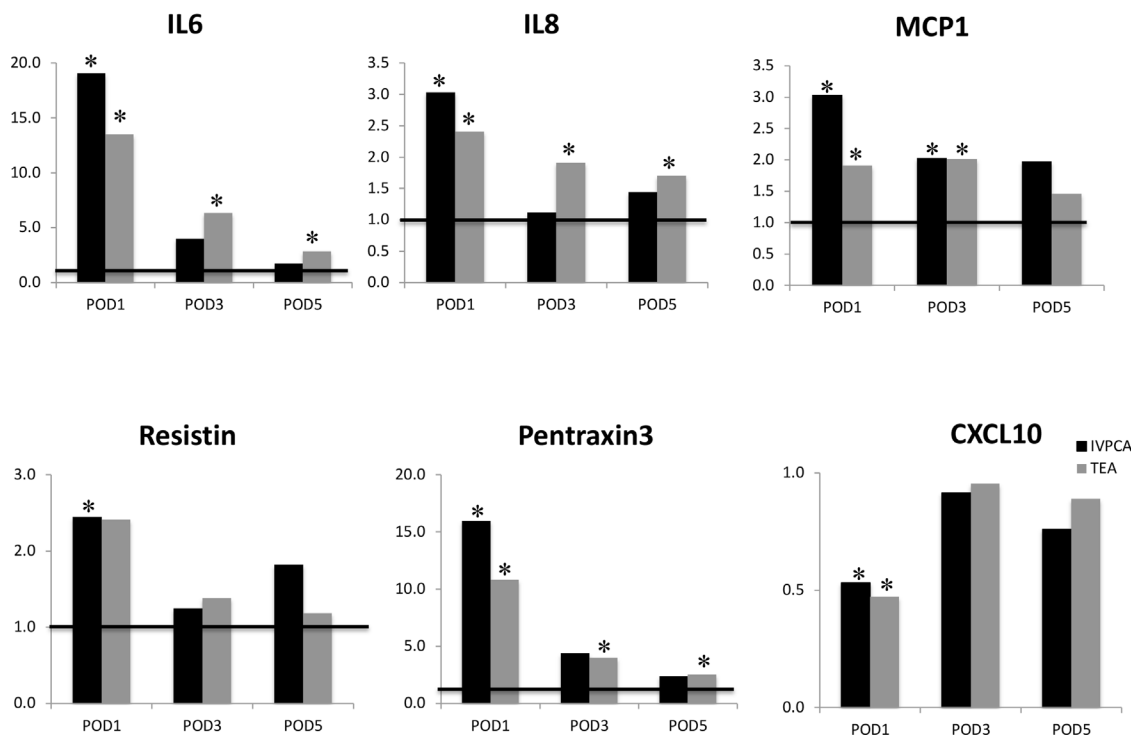 IL6
20.0
15.0
10.0
5.0
0.0
* * * *
POD1 POD3 POD5
IL8
3.5
3.0
2.5
2.0
1.5
1.0
0.5
0.0
* * * *
POD1 POD3 POD5
MCP1
3.5
3.0
2.5
2.0
1.5
1.0
0.5
0.0
* * * *
POD1 POD3 POD5
Resistin
3.0
2.0
1.0
0.0
*
POD1 POD3 POD5
Pentraxin3
20.0
15.0
10.0
5.0
0.0
* * * *
POD1 POD3 POD5
CXCL10
IVPCA
TEA
1.0
0.5
0.0
* *
POD1 POD3 POD5